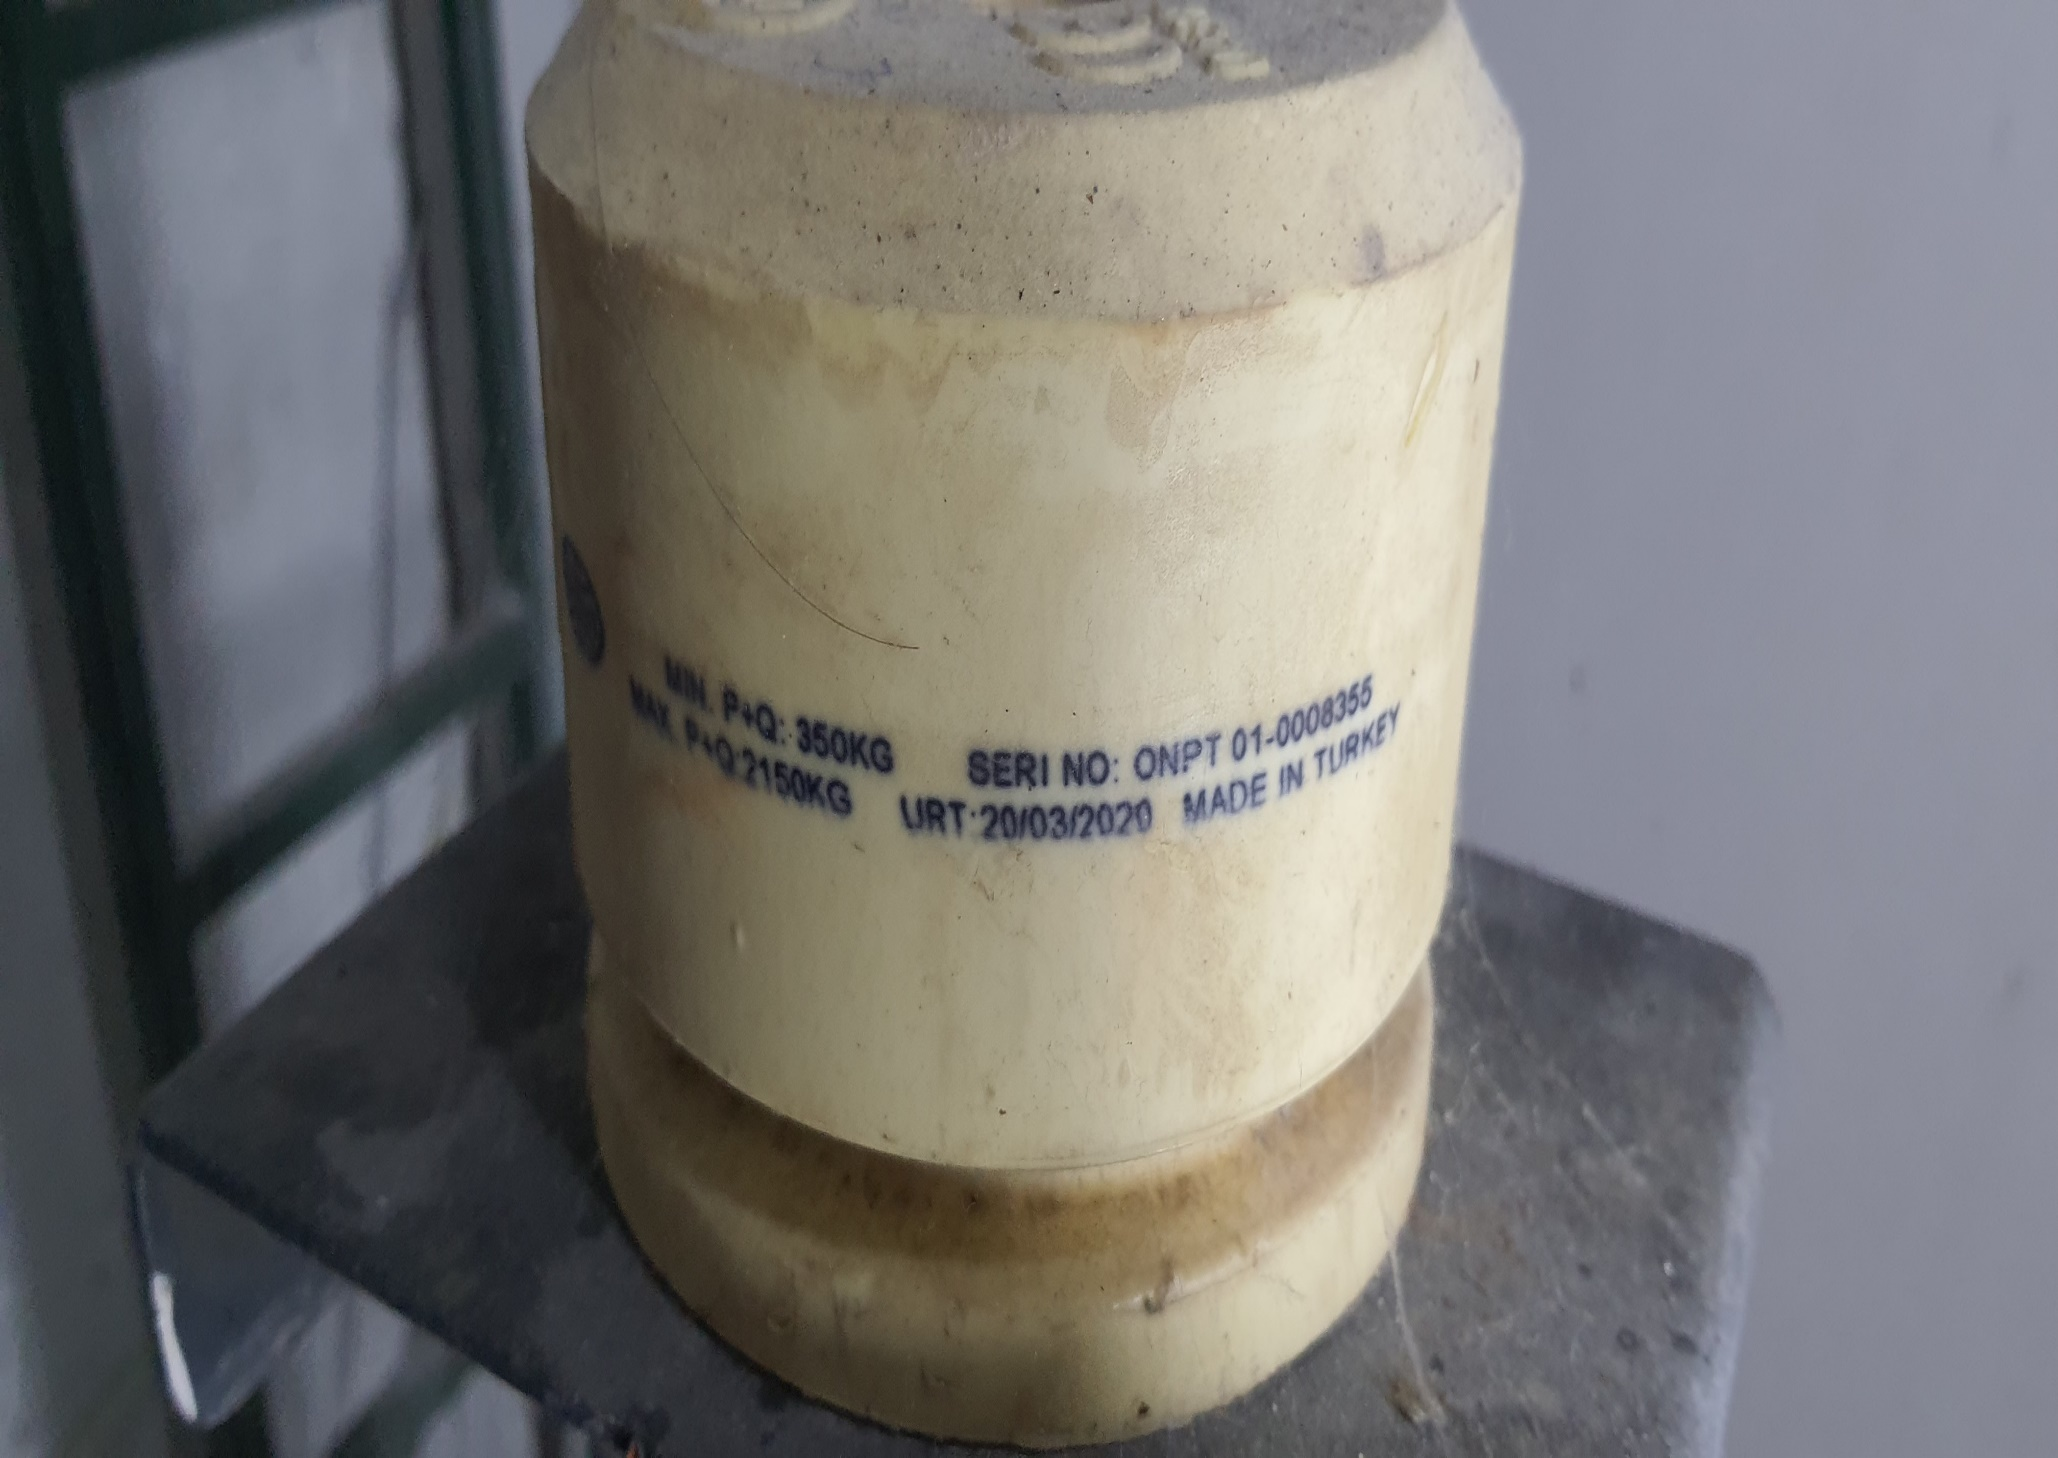 MIN. P+Q: 350KG SERI NO: ONPT 01-0008355
MAX. P+Q:2150KG URT:20/03/2020 MADE IN TURKEY